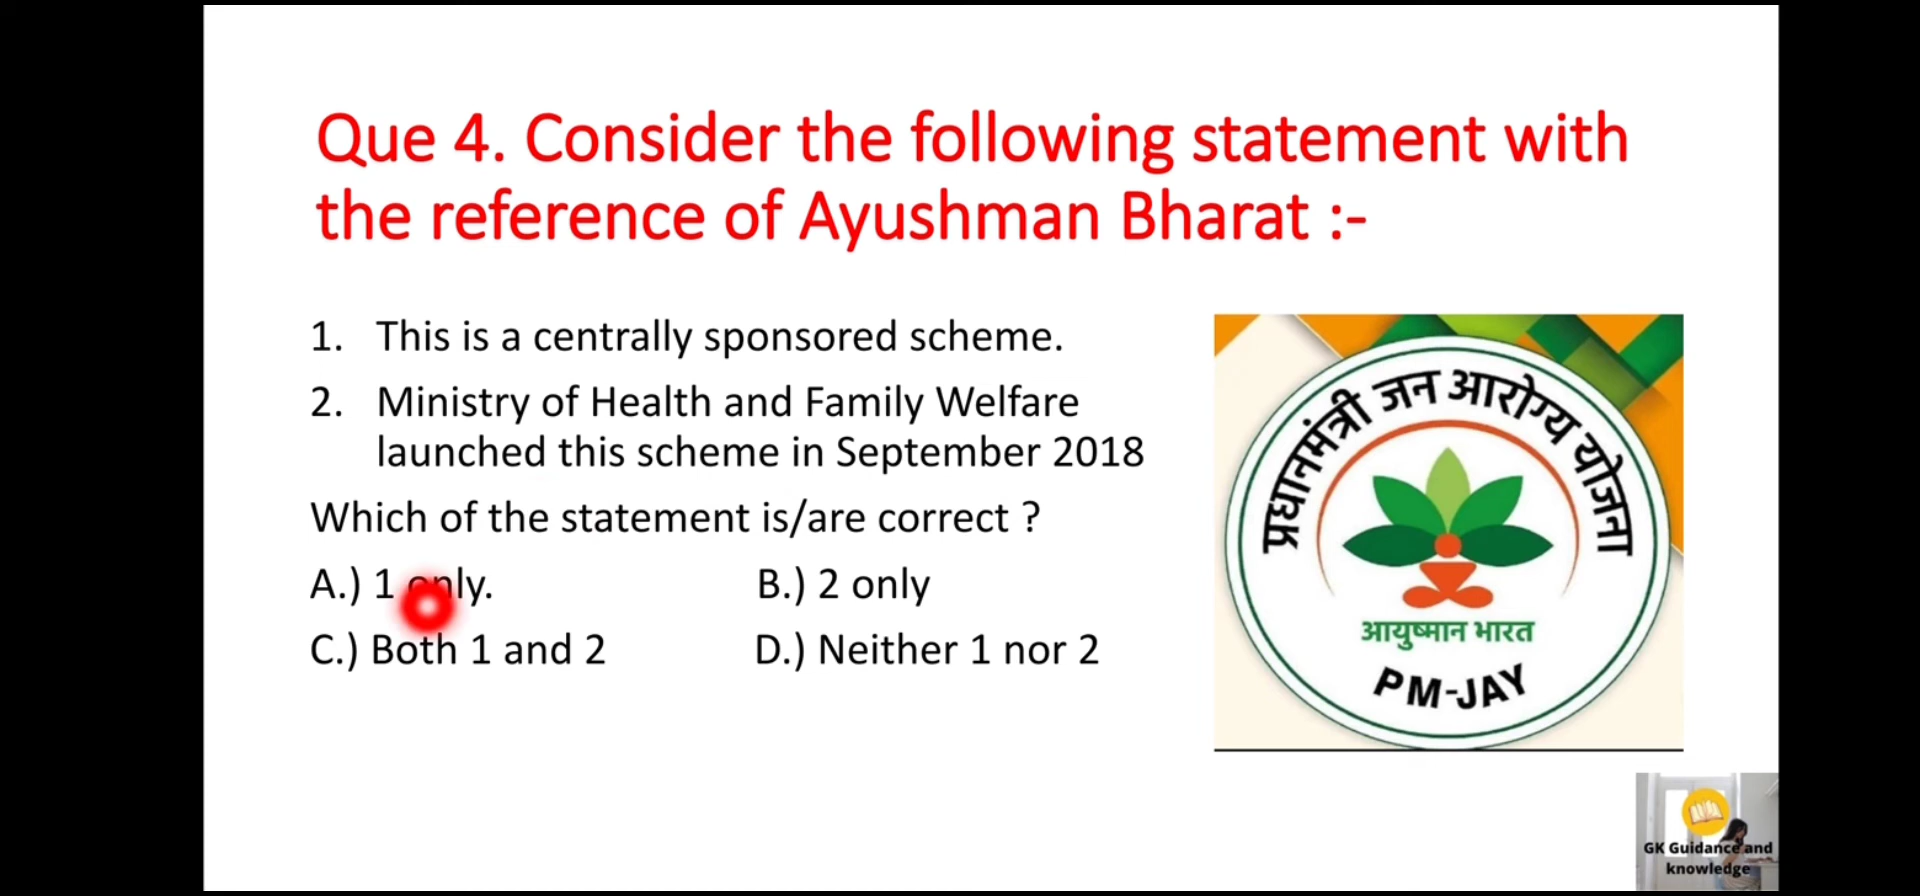 Que 4. Consider the following statement with
the reference of Ayushman Bharat :-
1. This is a centrally sponsored scheme.
2. Ministry of Health and Family Welfare
launched this scheme in September 2018
Which of the statement is/are correct ?
A.) 1 only. B.) 2 only
C.) Both 1 and 2 D.) Neither 1 nor 2
प्रधानमंत्री जन आरोग्य योजना
आयुष्मान भारत
PM-JAY
GK Guidance and
knowledge